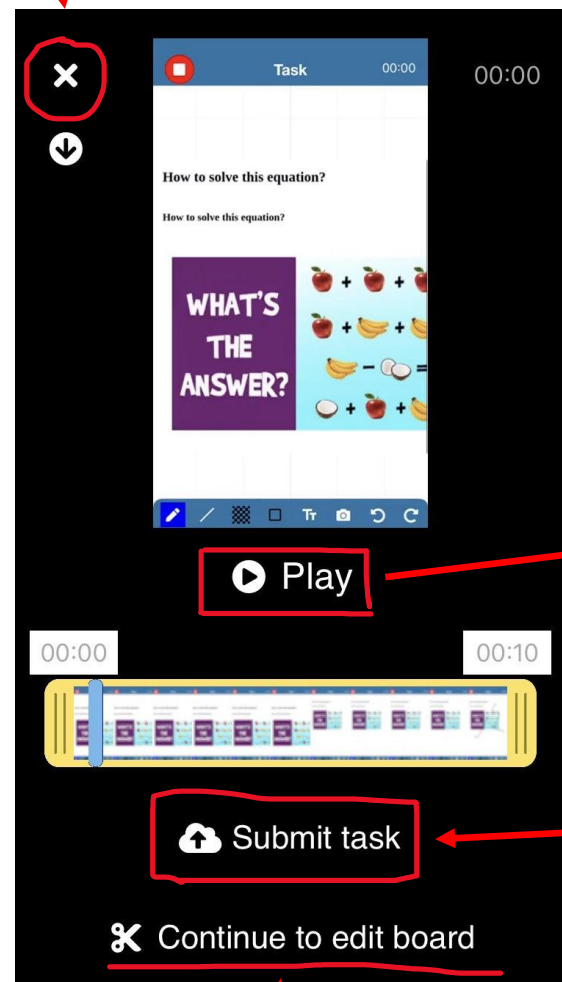 Task
00:00
00:00
How to solve this equation?
How to solve this equation?
WHAT'S
THE
ANSWER?
+ +
+ +
- =
+ +
Tт
Play
00:00
00:10
Submit task
Continue to edit board